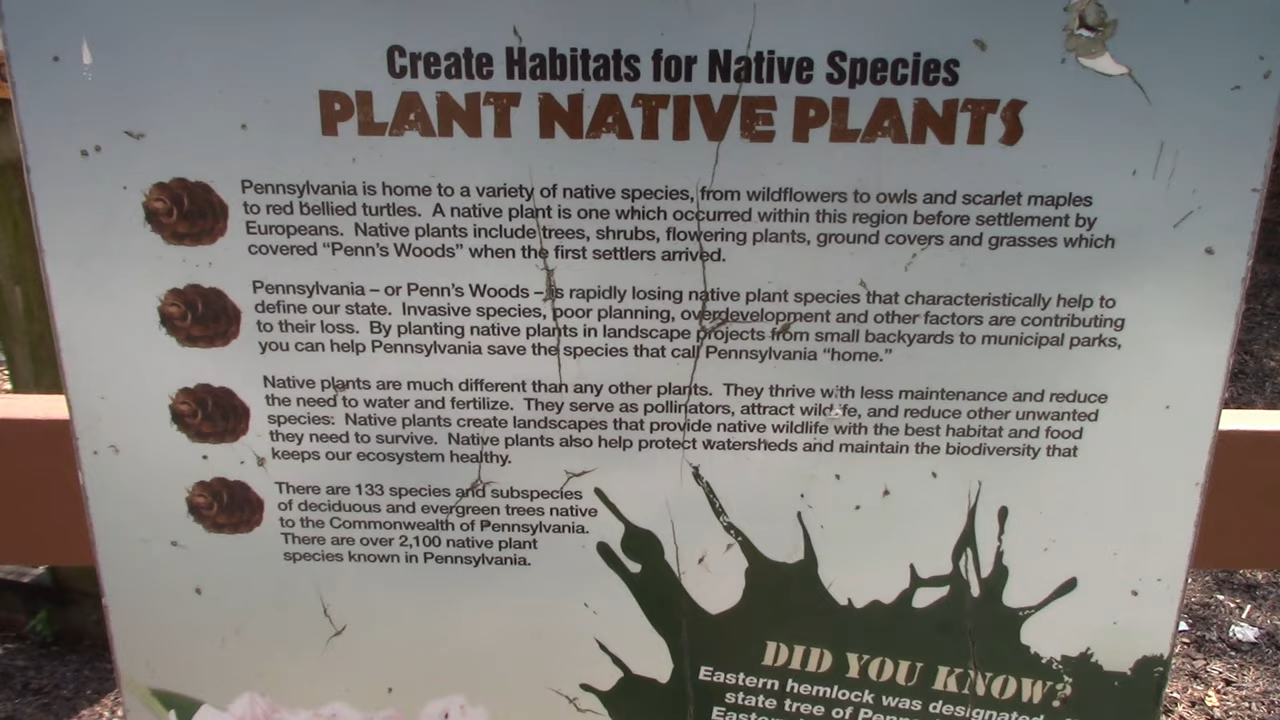 Create Habitats for Native Species
PLANT NATIVE PLANTS
Pennsylvania is home to a variety of native species, from wildflowers to owls and scarlet maples
to red bellied turtles. A native plant is one which occurred within this region before settlement by
Europeans. Native plants include trees, shrubs, flowering plants, ground covers and grasses which
covered “Penn’s Woods” when the first settlers arrived.
Pennsylvania – or Penn’s Woods – is rapidly losing native plant species that characteristically help to
define our state. Invasive species, poor planning, overdevelopment and other factors are contributing
to their loss. By planting native plants in landscape projects from small backyards to municipal parks,
you can help Pennsylvania save the species that call Pennsylvania “home.”
Native plants are much different than any other plants. They thrive with less maintenance and reduce
the need to water and fertilize. They serve as pollinators, attract wildlife, and reduce other unwanted
species: Native plants create landscapes that provide native wildlife with the best habitat and food
they need to survive. Native plants also help protect watersheds and maintain the biodiversity that
keeps our ecosystem healthy.
There are 133 species and subspecies
of deciduous and evergreen trees native
to the Commonwealth of Pennsylvania.
There are over 2,100 native plant
species known in Pennsylvania.
DID YOU KNOW?
Eastern hemlock was designated
state tree of
Eastern